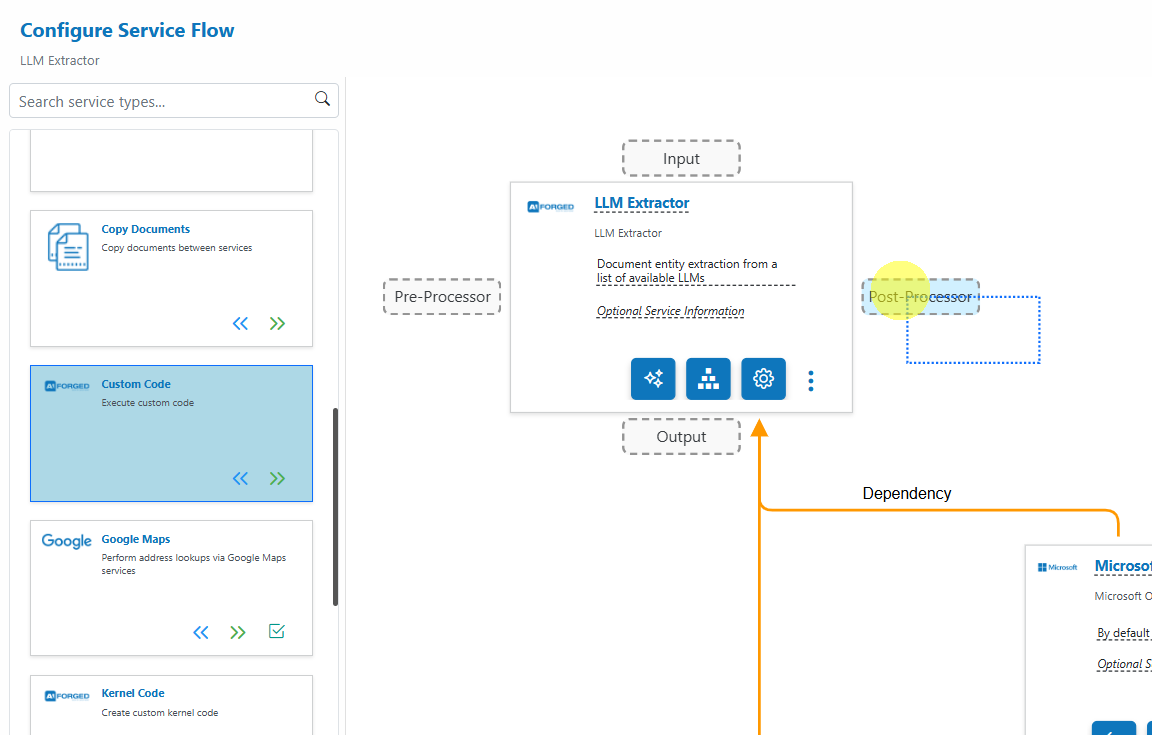 Configure Service Flow
LLM Extractor
Search service types...
Copy Documents
Copy documents between services
AIFORGED
Custom Code
Execute custom code
Google
Google Maps
Perform address lookups via Google Maps
services
AIFORGED
Kernel Code
Create custom kernel code
Input
AIFORGED
LLM Extractor
LLM Extractor
Document entity extraction from a
list of available LLMs
Optional Service Information
Pre-Processor
Post-Processor
Output
Dependency
Microsoft
Microsof
Microsoft O
By default
Optional S